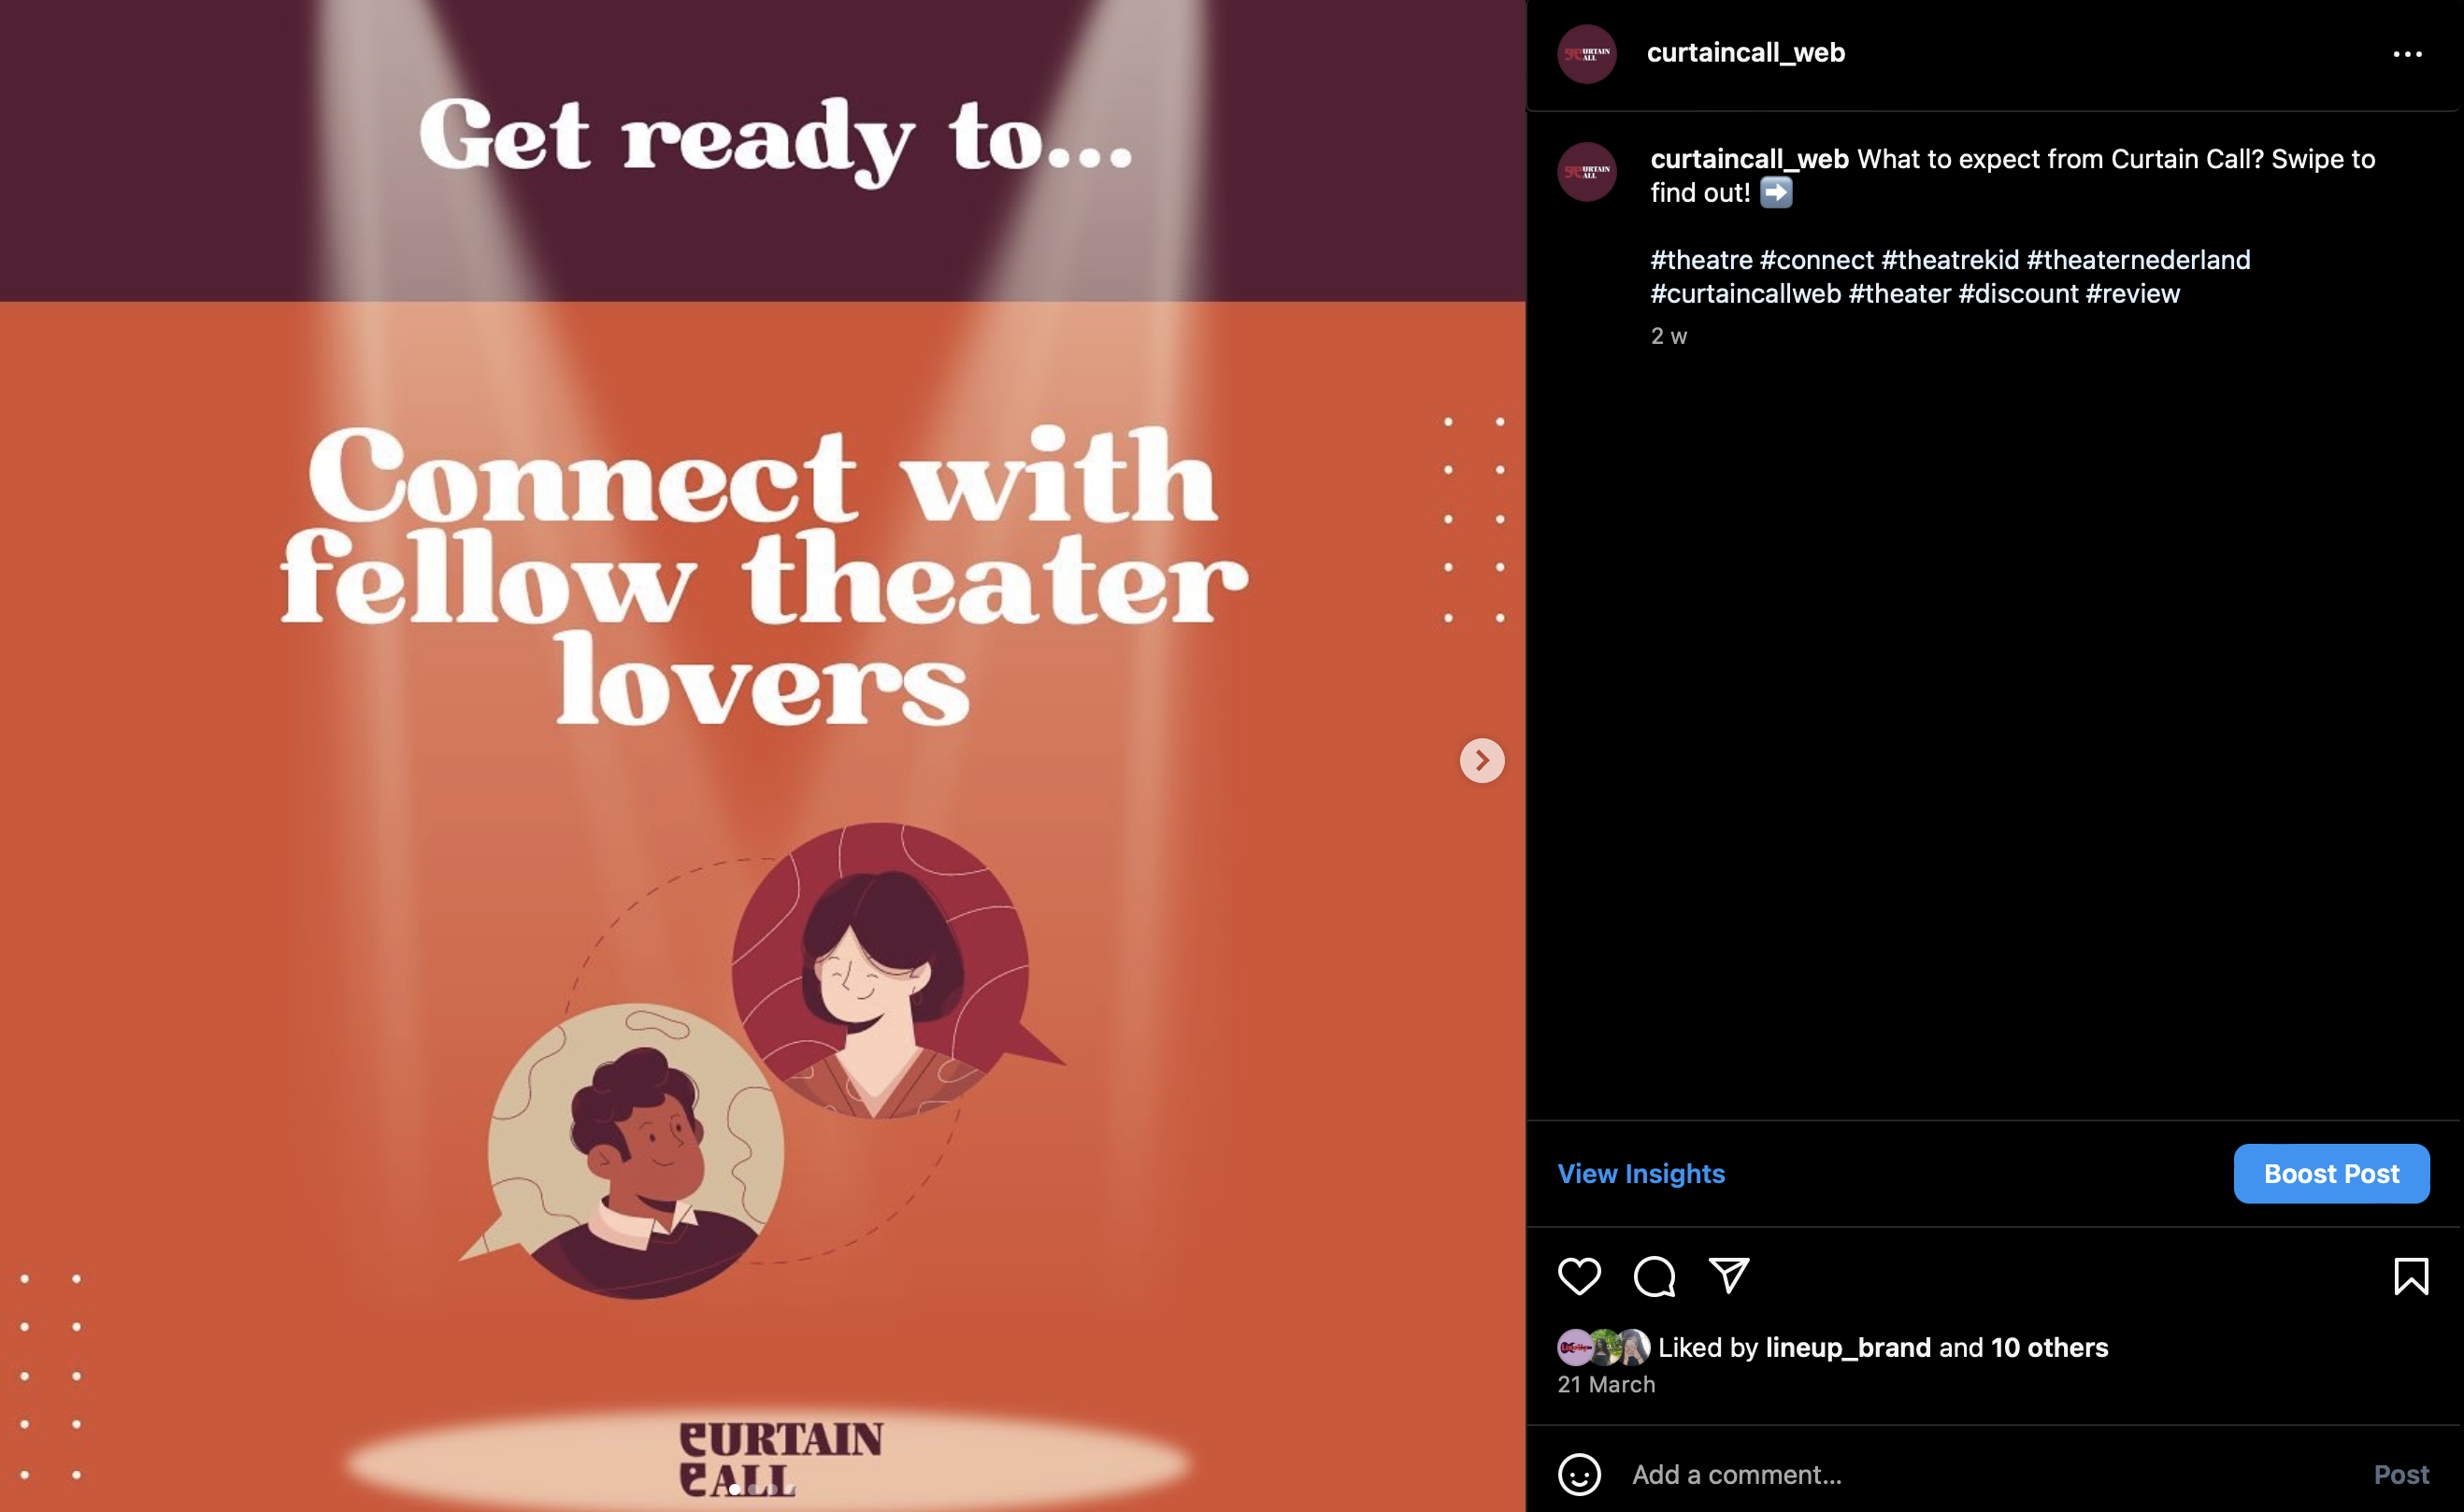 Get ready to...
Connect with
fellow theater
lovers
CURTAIN
CALL
curtaincall_web
curtaincall_web What to expect from Curtain Call? Swipe to
find out! ➡️
#theatre #connect #theatrekid #theaternederland
#curtaincallweb #theater #discount #review
2 w
View Insights
Boost Post
Liked by lineup_brand and 10 others
21 March
Add a comment...
Post